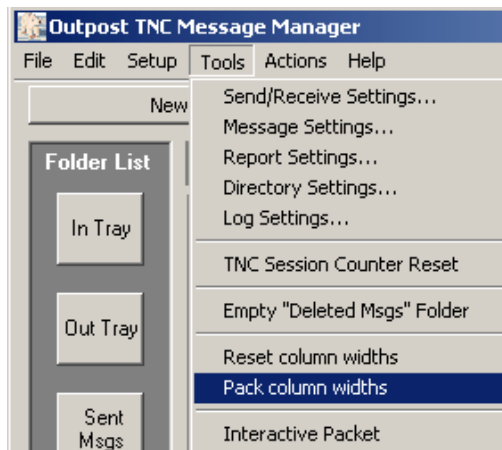 Outpost TNC Message Manager
File Edit Setup Tools Actions Help
New
Send/Receive Settings...
Message Settings...
Report Settings...
Directory Settings...
Log Settings...
TNC Session Counter Reset
Empty "Deleted Msgs" Folder
Reset column widths
Pack column widths
Interactive Packet
Folder List
In Tray
Out Tray
Sent
Msgs